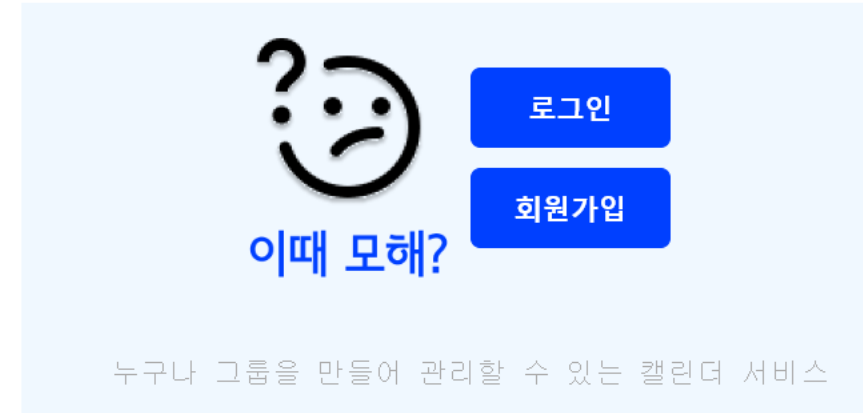 ?
로그인
회원가입
이때 모해?
누구나 그룹을 만들어 관리할 수 있는 캘린더 서비스